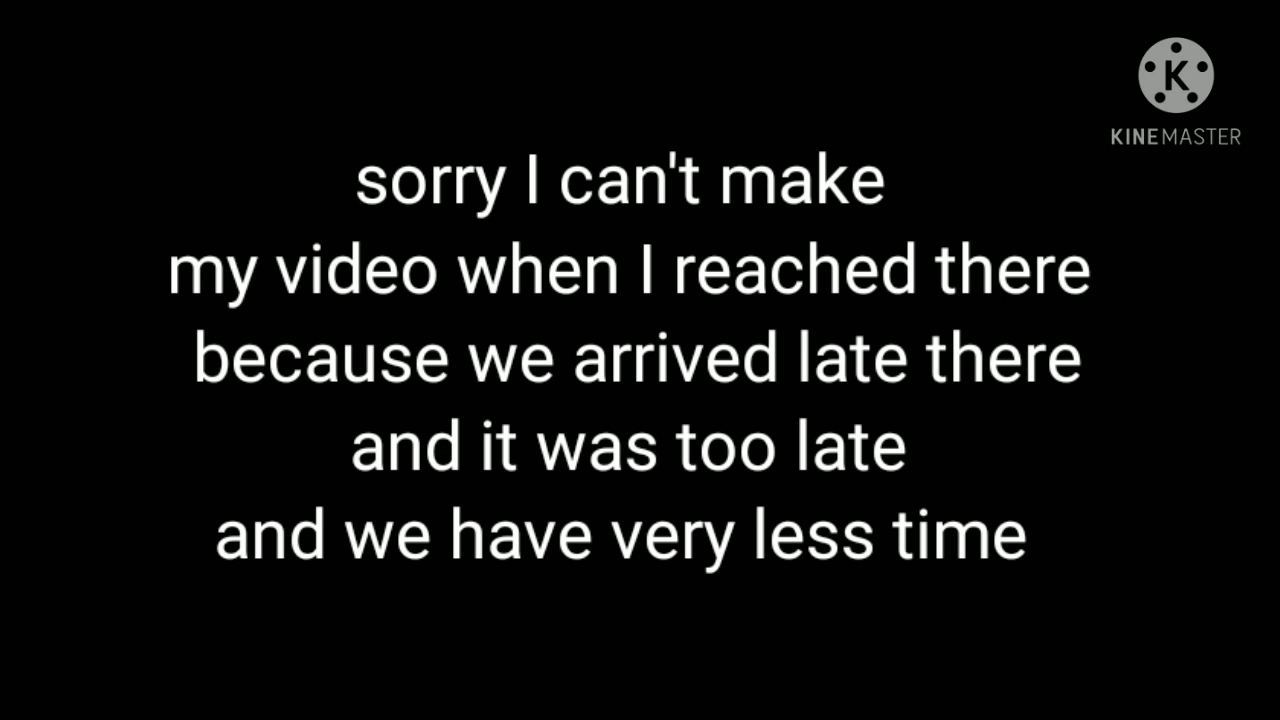 K
KINEMASTER
sorry I can't make
my video when I reached there
because we arrived late there
and it was too late
and we have very less time